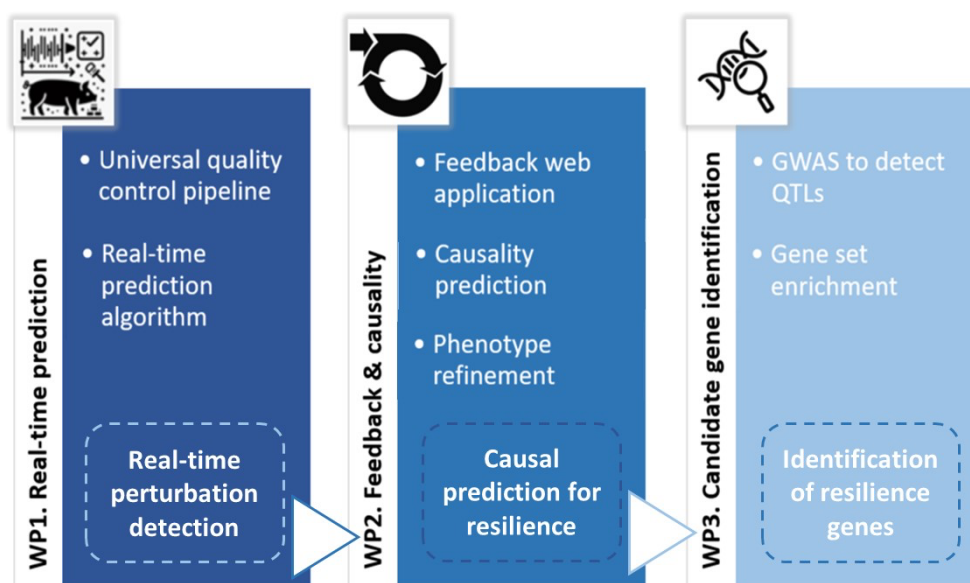 WP1. Real-time prediction
• Universal quality
control pipeline
• Real-time
prediction
algorithm
Real-time
perturbation
detection
WP2. Feedback & causality
• Feedback web
application
• Causality
prediction
• Phenotype
refinement
Causal
prediction for
resilience
WP3. Candidate gene identification
• GWAS to detect
QTLs
• Gene set
enrichment
Identification
of resilience
genes